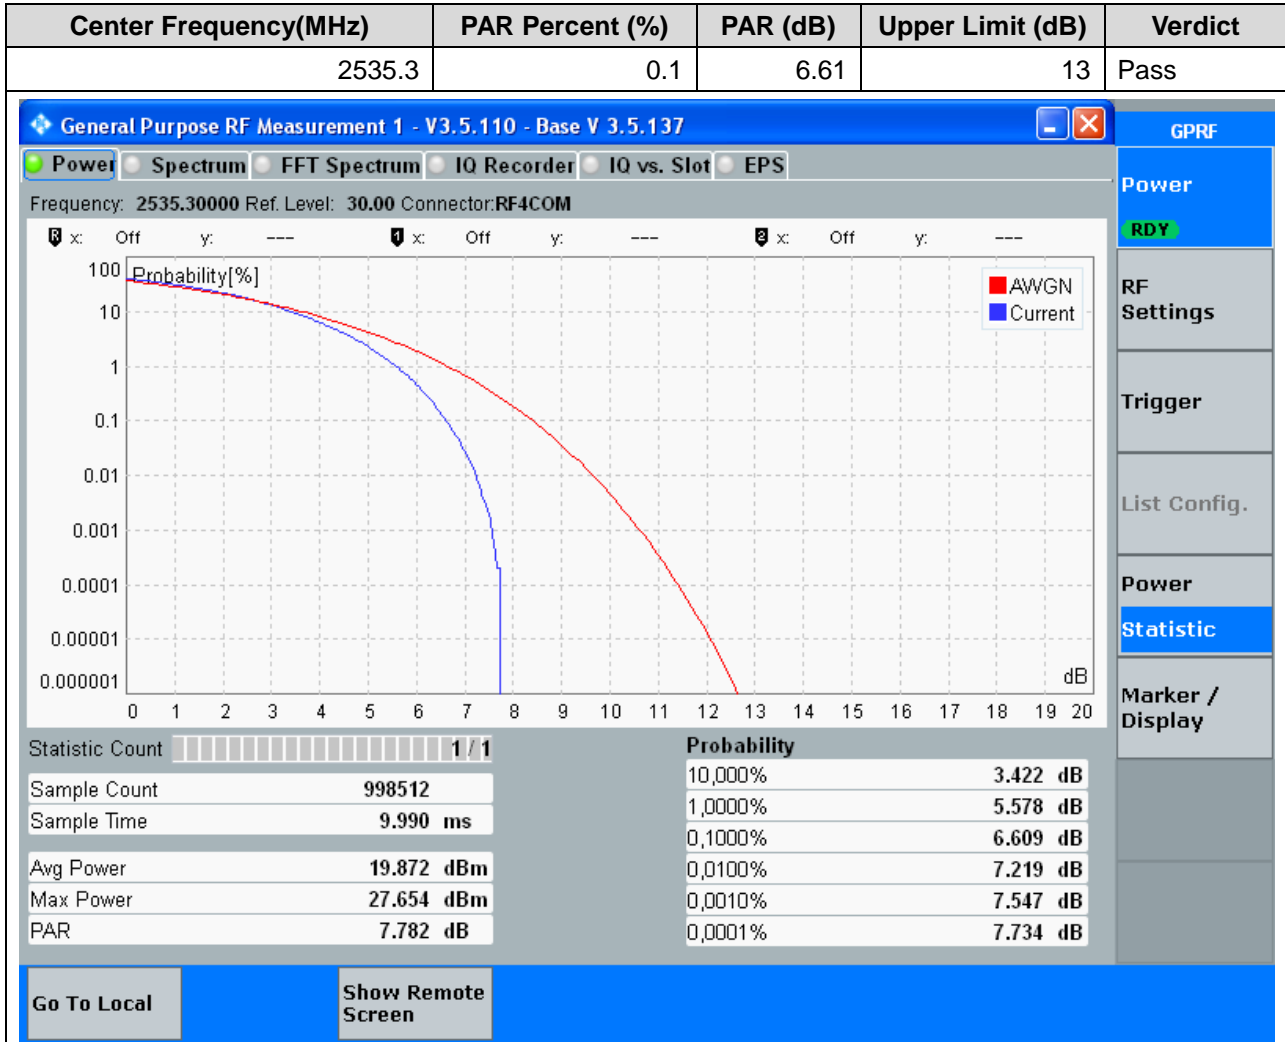 Center Frequency(MHz) PAR Percent (%) PAR (dB) Upper Limit (dB) Verdict
2535.3 0.1 6.61 13 Pass
General Purpose RF Measurement 1 - V3.5.110 - Base V 3.5.137
GPRF
Power Spectrum FFT Spectrum IQ Recorder IQ vs. Slot EPS
Power
RDY
Frequency: 2535.30000 Ref. Level: 30.00 Connector:RF4COM
R x: Off y: --- 1 x: Off y: --- 2 x: Off y: ---
Probability[%]
AWGN
Current
100
10
1
0.1
0.01
0.001
0.0001
0.00001
0.000001
dB
0 1 2 3 4 5 6 7 8 9 10 11 12 13 14 15 16 17 18 19 20
RF
Settings
Trigger
List Config.
Power
Statistic
Marker /
Display
Statistic Count 1 / 1
Sample Count 998512
Sample Time 9.990 ms
Avg Power 19.872 dBm
Max Power 27.654 dBm
PAR 7.782 dB
Probability
10,000% 3.422 dB
1,0000% 5.578 dB
0,1000% 6.609 dB
0,0100% 7.219 dB
0,0010% 7.547 dB
0,0001% 7.734 dB
Go To Local
Show Remote
Screen